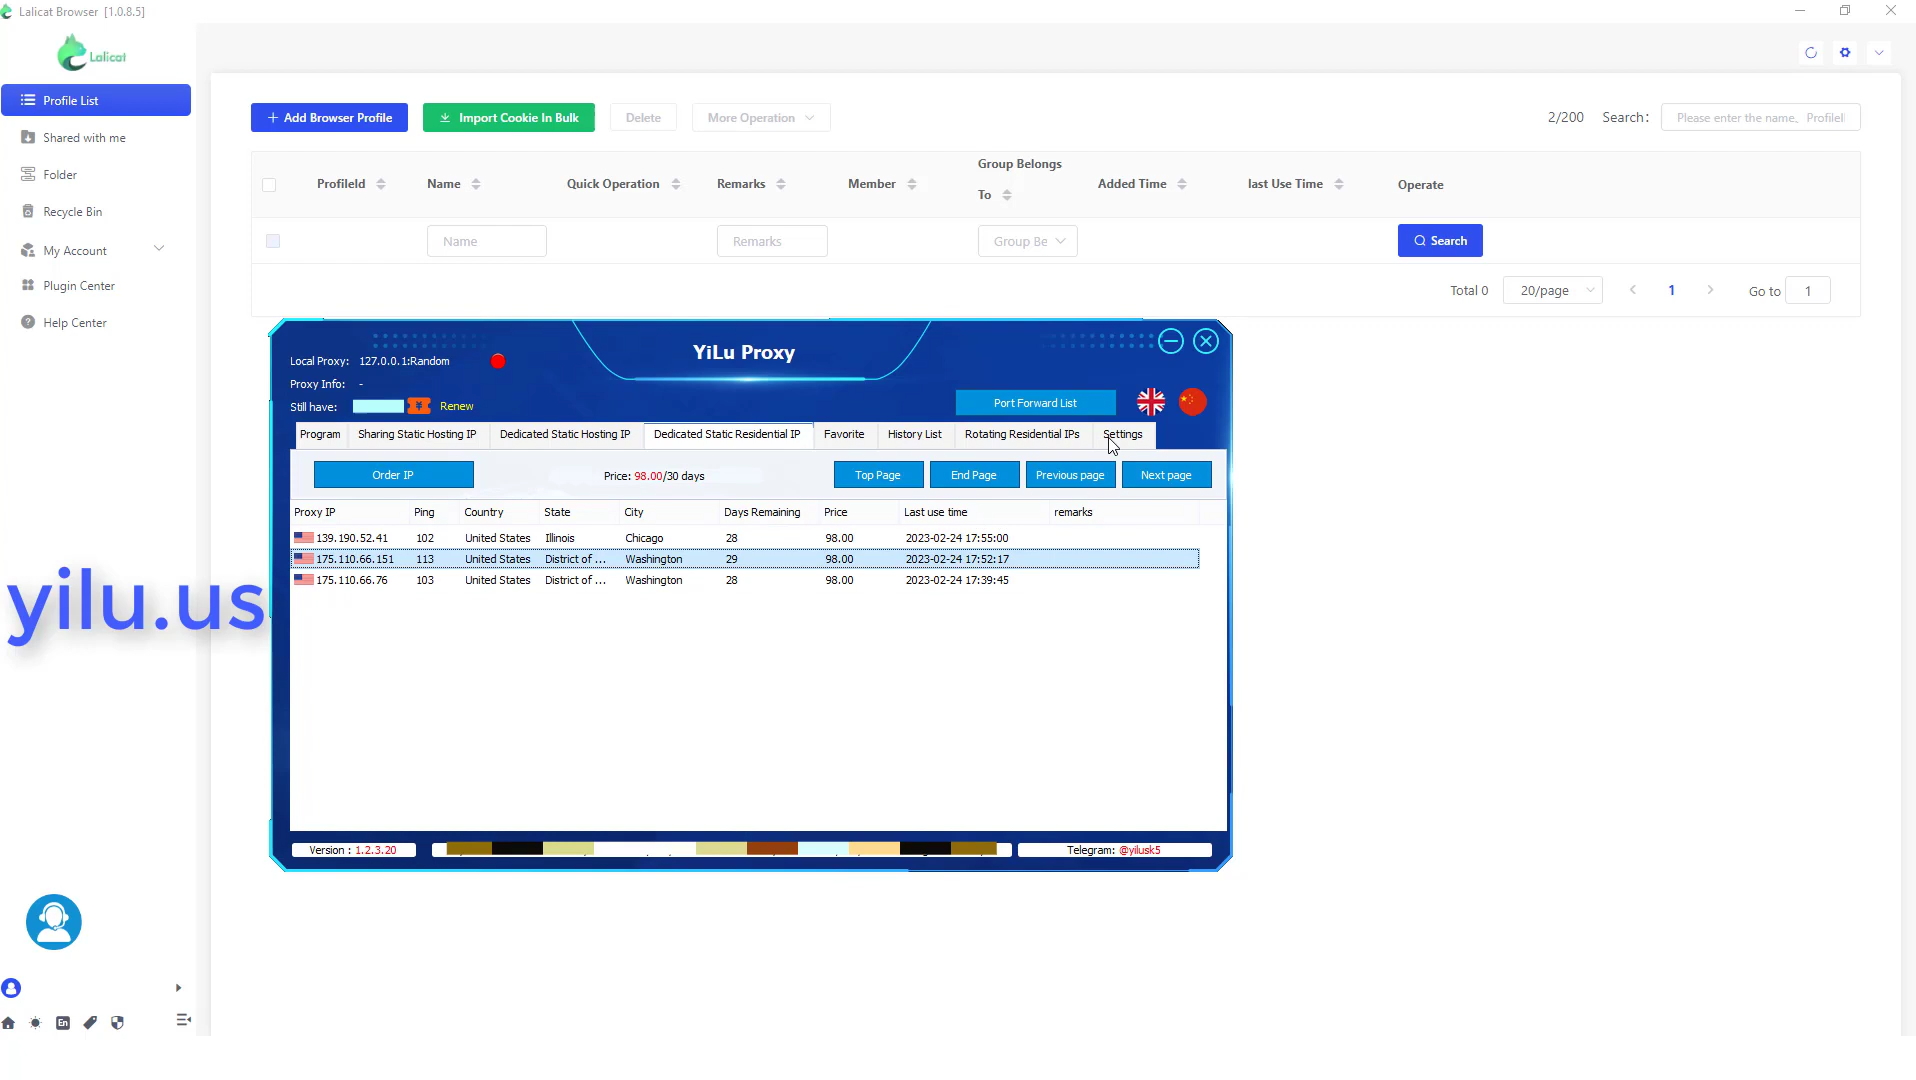 Lalicat Browser [1.0.8.5]
Lalicat
Profile List
Shared with me
Folder
Recycle Bin
My Account
Plugin Center
Help Center
+ Add Browser Profile
Import Cookie In Bulk
Delete
More Operation
2/200
Search:
Please enter the name、Profilel
ProfileId
Name
Quick Operation
Remarks
Member
Group Belongs
To
Added Time
last Use Time
Operate
Name
Remarks
Group Be
Search
Total 0
20/page
1
Go to
1
YiLu Proxy
Local Proxy: 127.0.0.1:Random
Proxy Info: -
Still have:
¥
Renew
Port Forward List
Program
Sharing Static Hosting IP
Dedicated Static Hosting IP
Dedicated Static Residential IP
Favorite
History List
Rotating Residential IPs
Settings
Order IP
Price: 98.00/30 days
Top Page
End Page
Previous page
Next page
Proxy IP Ping Country State City Days Remaining Price Last use time remarks
139.190.52.41 102 United States Illinois Chicago 28 98.00 2023-02-24 17:55:00
175.110.66.151 113 United States District of ... Washington 29 98.00 2023-02-24 17:52:17
175.110.66.76 103 United States District of ... Washington 28 98.00 2023-02-24 17:39:45
yilu.us
Version : 1.2.3.20
Telegram: @yilusk5
En